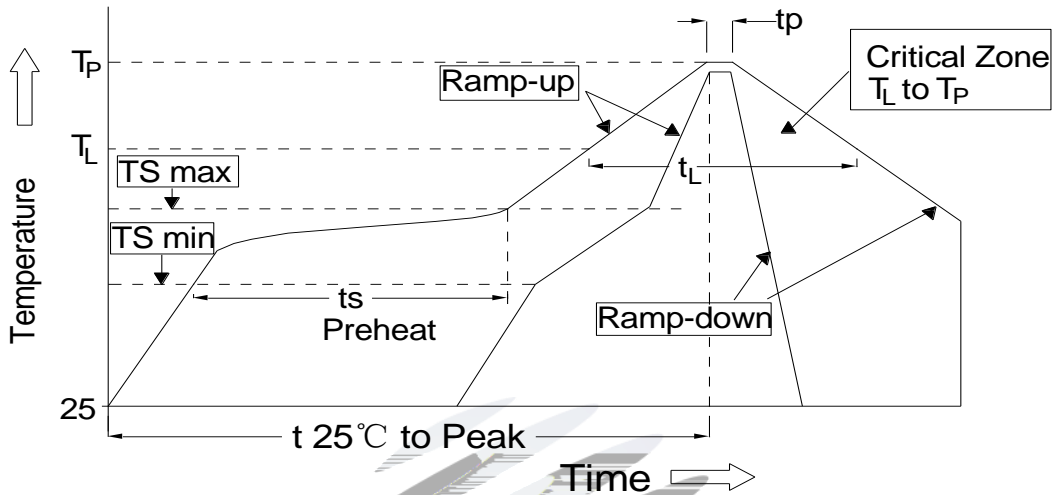 tp
TP
Critical Zone
TL to TP
Ramp-up
TL
TS max
tL
TS min
Temperature
ts
Preheat
Ramp-down
25
t 25℃ to Peak
Time